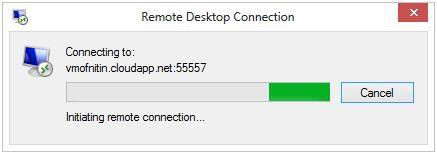 Remote Desktop Connection
Connecting to:
vmofnitin.cloudapp.net:55557
Cancel
Initiating remote connection...